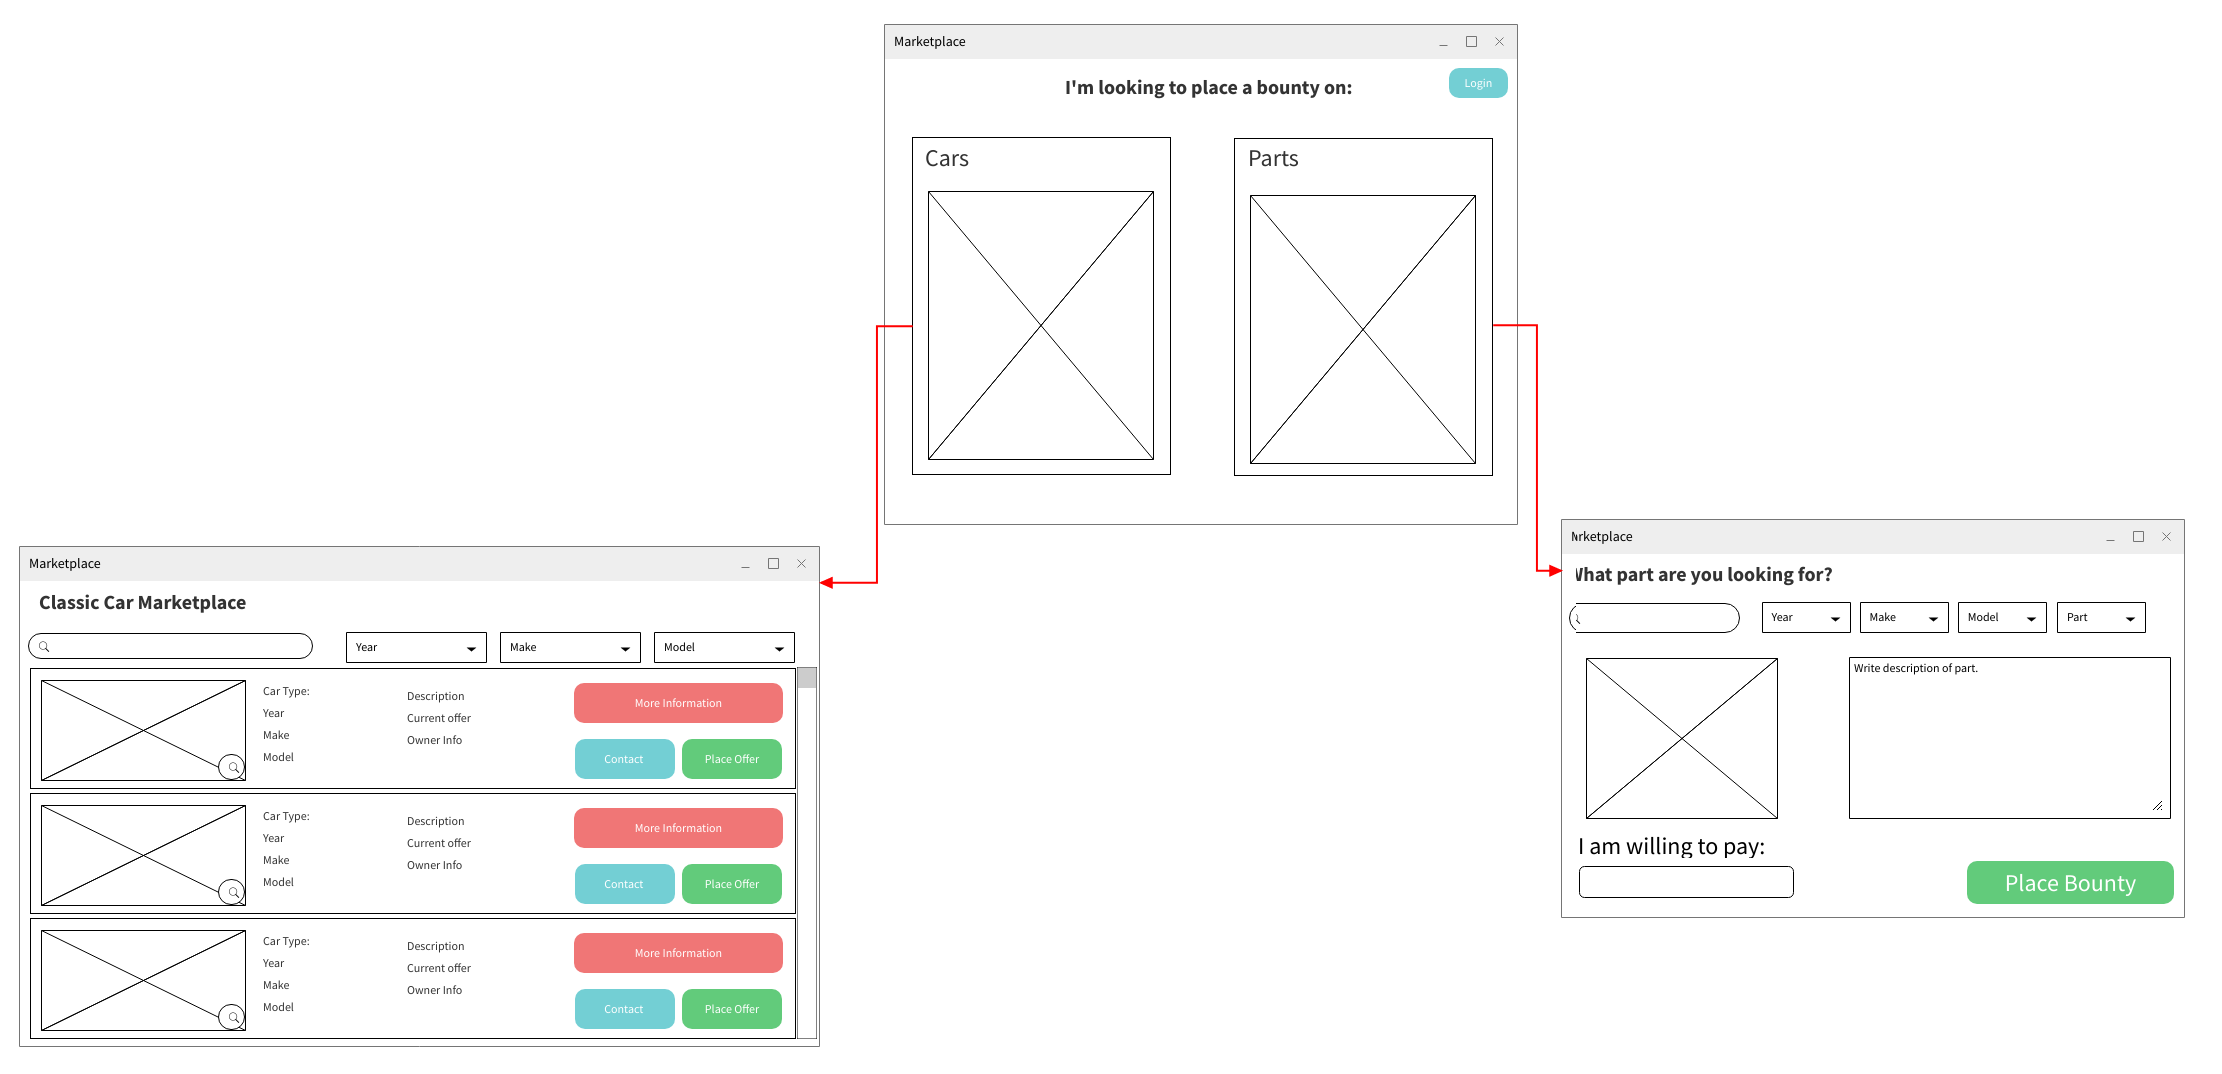 Marketplace
I'm looking to place a bounty on:
Login
Cars
Parts
Marketplace
Classic Car Marketplace
Year
Make
Model
Car Type:
Year
Make
Model
Description
Current offer
Owner Info
More Information
Contact
Place Offer
Car Type:
Year
Make
Model
Description
Current offer
Owner Info
More Information
Contact
Place Offer
Car Type:
Year
Make
Model
Description
Current offer
Owner Info
More Information
Contact
Place Offer
rketplace
hat part are you looking for?
Year
Make
Model
Part
Write description of part.
I am willing to pay:
Place Bounty